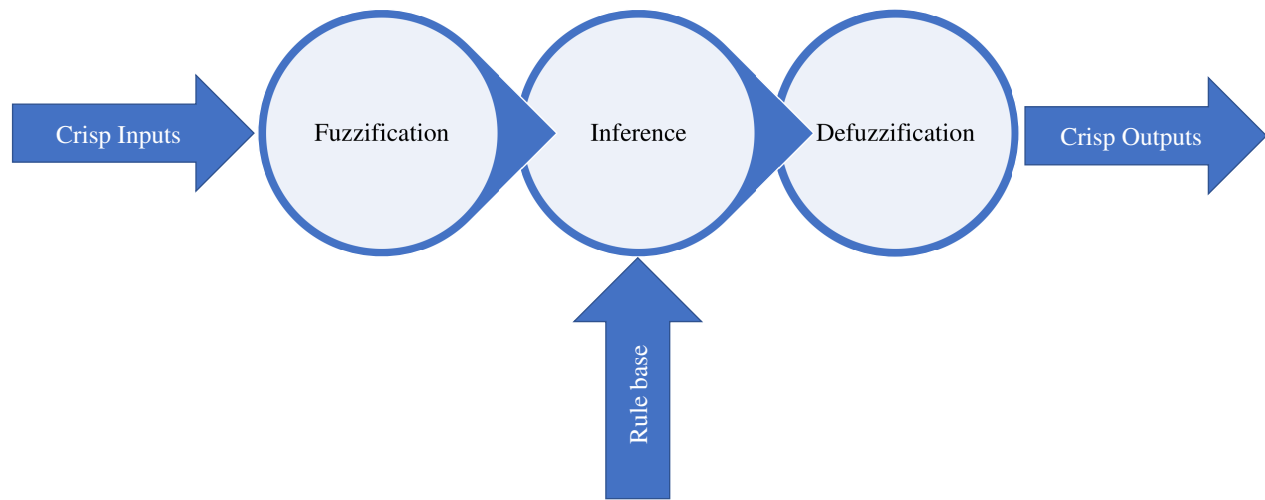 Crisp Inputs
Fuzzification
Inference
Defuzzification
Crisp Outputs
Rule base